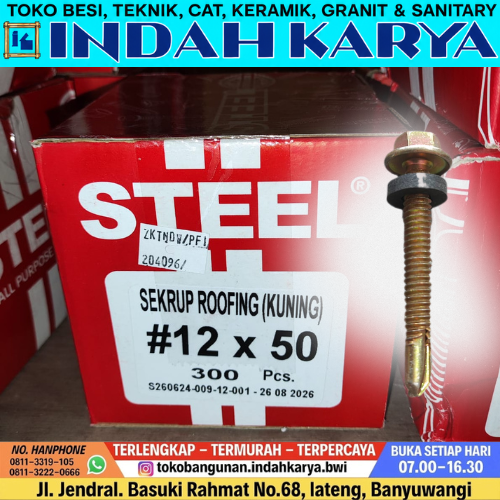 TOKO BESI, TEKNIK, CAT, KERAMIK, GRANIT & SANITARY
INDAH KARYA
STEEL®
ZKTNDW/PF1
204096/
SEKRUP ROOFING (KUNING)
#12 x 50
300 Pcs.
S260624-009-12-001 - 26 08 2026
STEEL
ALL PURPOSE
NO. HANPHONE
0811-3319-105
0811-3222-0666
TERLENGKAP - TERMURAH - TERPERCAYA
tokobangunan.indahkarya.bwi
BUKA SETIAP HARI
07.00-16.30
Jl. Jendral. Basuki Rahmat No.68, lateng, Banyuwangi